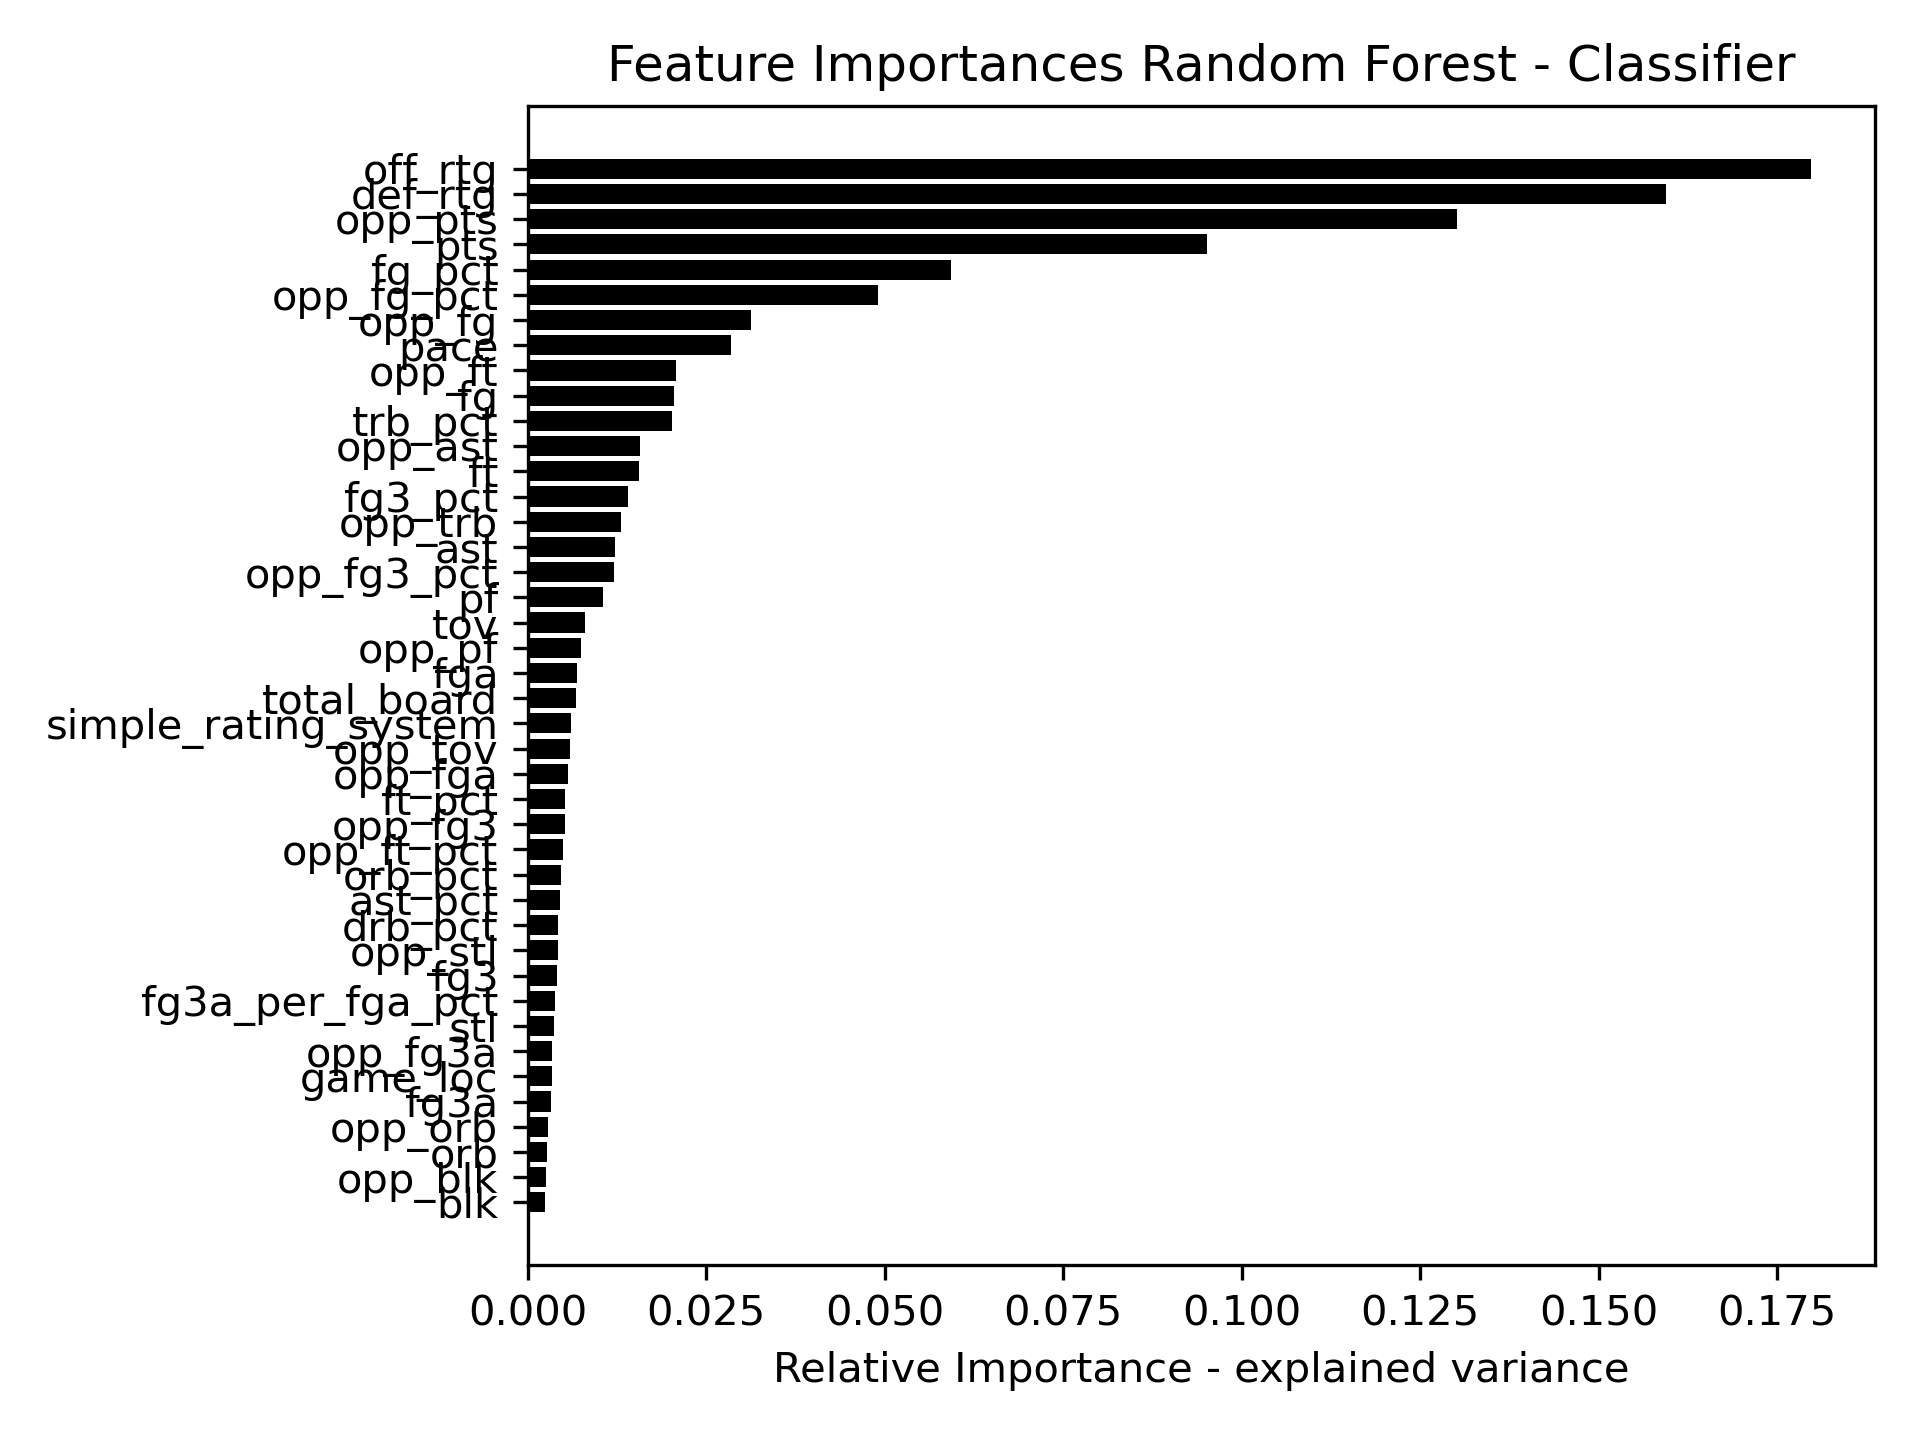 Feature Importances Random Forest - Classifier
off_rtg
def_rtg
opp_pts
pts
fg_pct
opp_fg_pct
opp_fg
pace
opp_ft
fg
trb_pct
opp_ast
ft
fg3_pct
opp_trb
ast
opp_fg3_pct
pf
tov
opp_pf
fga
total_board
simple_rating_system
opp_tov
opp_fga
ft_pct
opp_fg3
opp_ft_pct
orb_pct
ast_pct
drb_pct
opp_stl
fg3
fg3a_per_fga_pct
stl
opp_fg3a
game_loc
fg3a
opp_orb
orb
opp_blk
blk
0.000 0.025 0.050 0.075 0.100 0.125 0.150 0.175
Relative Importance - explained variance